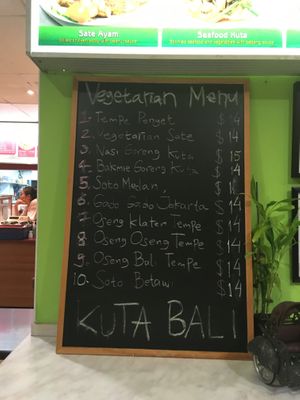 Sate Ayam
Seafood Kuta
Vegetarian Menu
1. Tempe Penyet $14
2. Vegetarian Sate $14
3. Nasi Goreng Kuta $15
4. Bakmie Goreng Kuta $14
5. Soto Medan.
6. Gado Gado Jakarta $14
7. Oseng Klaten Tempe $14
8. Oseng Oseng Tempe $14
9. Oseng Bali Tempe $14
10. Soto Betawi $14
KUTA BALI